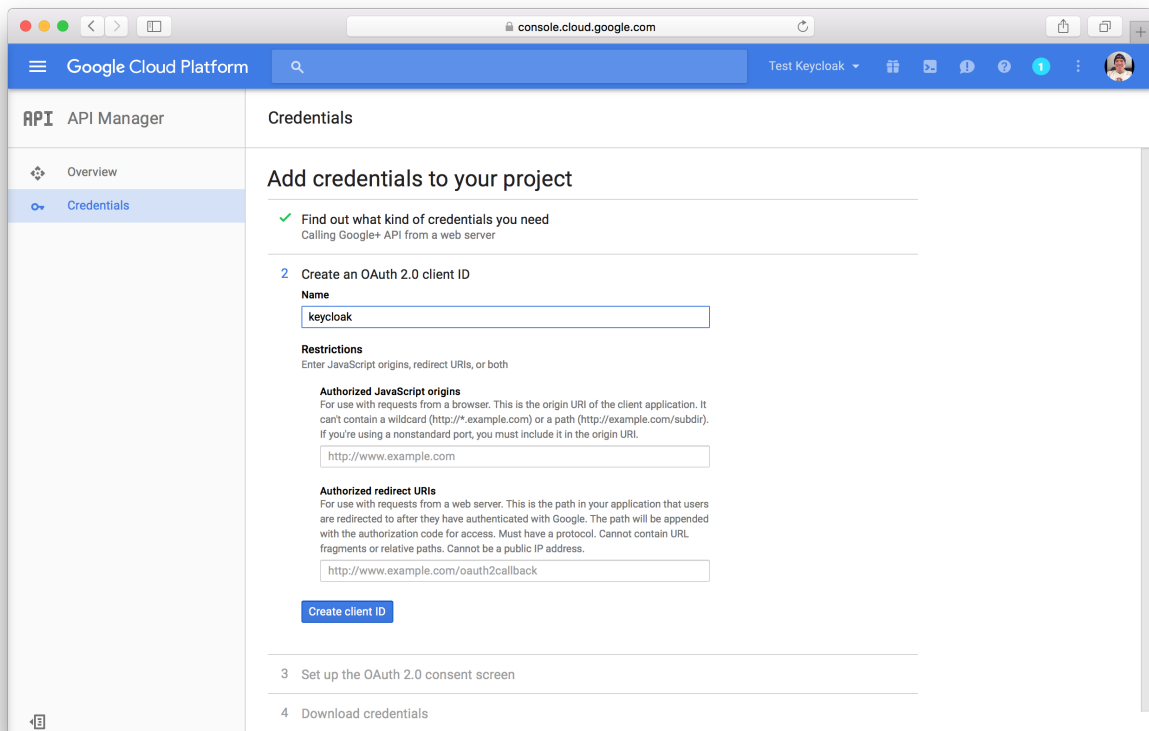 console.cloud.google.com
Google Cloud Platform
Test Keycloak
1
API API Manager
Credentials
Overview
Credentials
Add credentials to your project
Find out what kind of credentials you need
Calling Google+ API from a web server
2 Create an OAuth 2.0 client ID
Name
keycloak
Restrictions
Enter JavaScript origins, redirect URIs, or both
Authorized JavaScript origins
For use with requests from a browser. This is the origin URI of the client application. It
can't contain a wildcard (http://*.example.com) or a path (http://example.com/subdir).
If you're using a nonstandard port, you must include it in the origin URI.
http://www.example.com
Authorized redirect URIs
For use with requests from a web server. This is the path in your application that users
are redirected to after they have authenticated with Google. The path will be appended
with the authorization code for access. Must have a protocol. Cannot contain URL
fragments or relative paths. Cannot be a public IP address.
http://www.example.com/oauth2callback
Create client ID
3 Set up the OAuth 2.0 consent screen
4 Download credentials